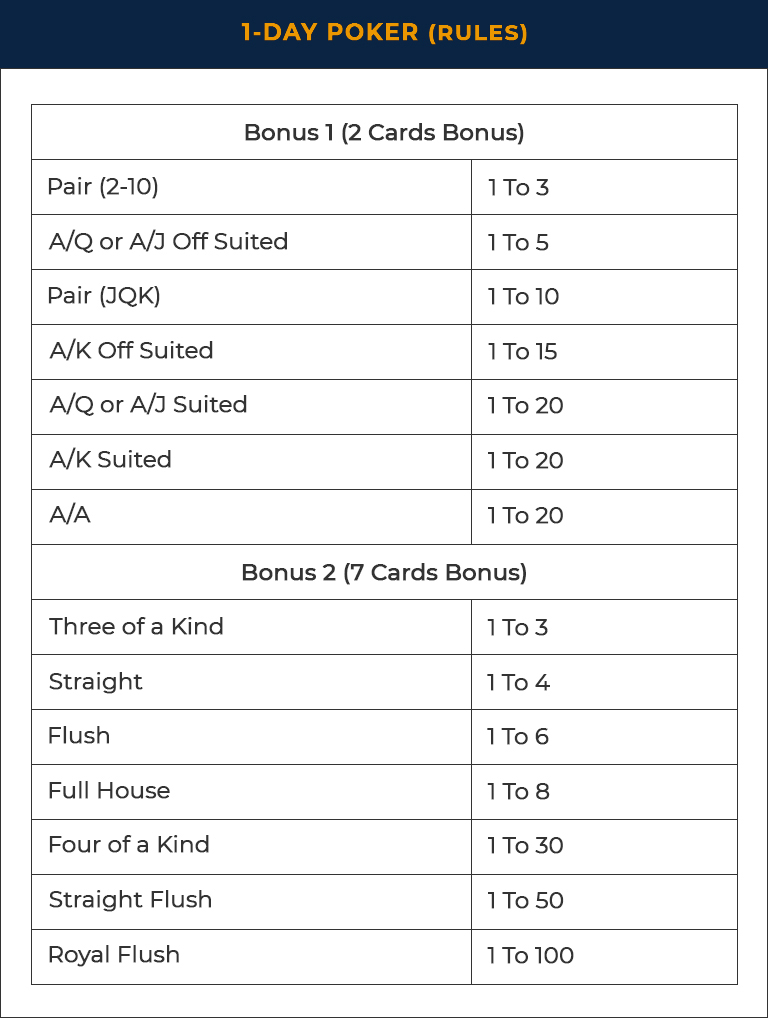 1-DAY POKER (RULES)
Bonus 1 (2 Cards Bonus)
Pair (2-10) 1 To 3
A/Q or A/J Off Suited 1 To 5
Pair (JQK) 1 To 10
A/K Off Suited 1 To 15
A/Q or A/J Suited 1 To 20
A/K Suited 1 To 20
A/A 1 To 20
Bonus 2 (7 Cards Bonus)
Three of a Kind 1 To 3
Straight 1 To 4
Flush 1 To 6
Full House 1 To 8
Four of a Kind 1 To 30
Straight Flush 1 To 50
Royal Flush 1 To 100